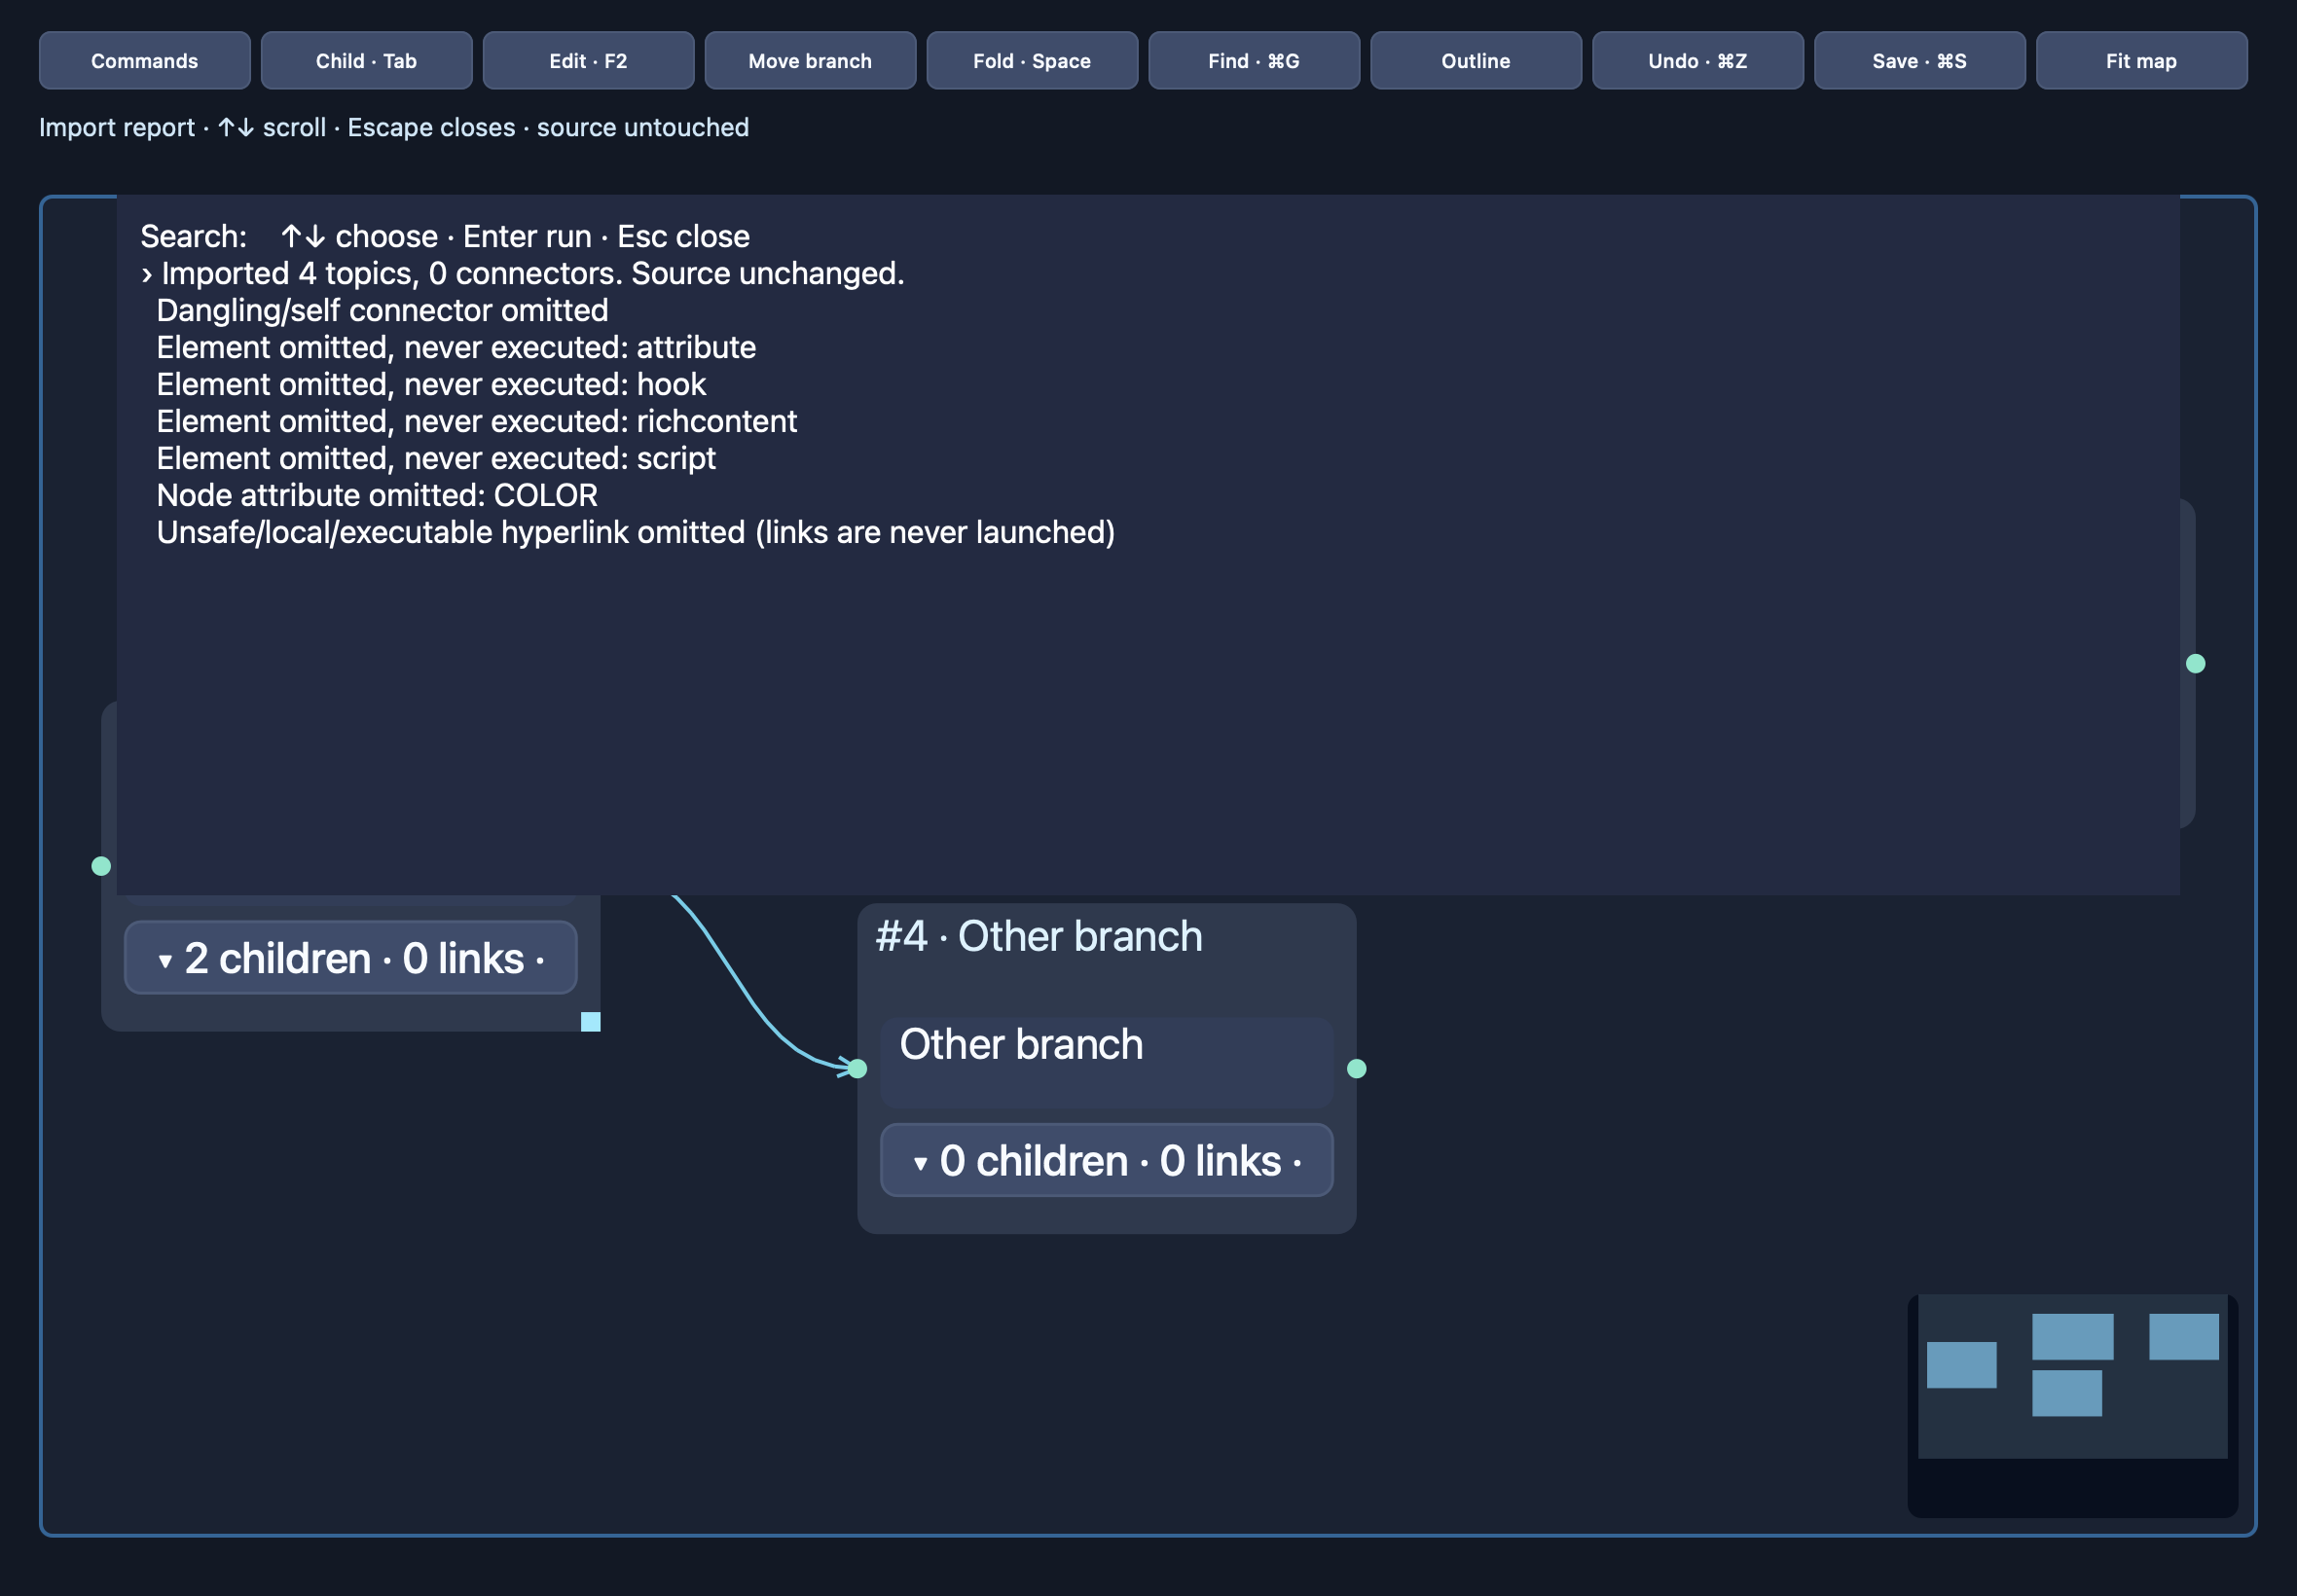 Commands
Child · Tab
Edit · F2
Move branch
Fold · Space
Find · ⌘G
Outline
Undo · ⌘Z
Save · ⌘S
Fit map
Import report · ↑↓ scroll · Escape closes · source untouched
Search: ↑↓ choose · Enter run · Esc close
› Imported 4 topics, 0 connectors. Source unchanged.
Dangling/self connector omitted
Element omitted, never executed: attribute
Element omitted, never executed: hook
Element omitted, never executed: richcontent
Element omitted, never executed: script
Node attribute omitted: COLOR
Unsafe/local/executable hyperlink omitted (links are never launched)
▾ 2 children · 0 links ·
#4 · Other branch
Other branch
▾ 0 children · 0 links ·